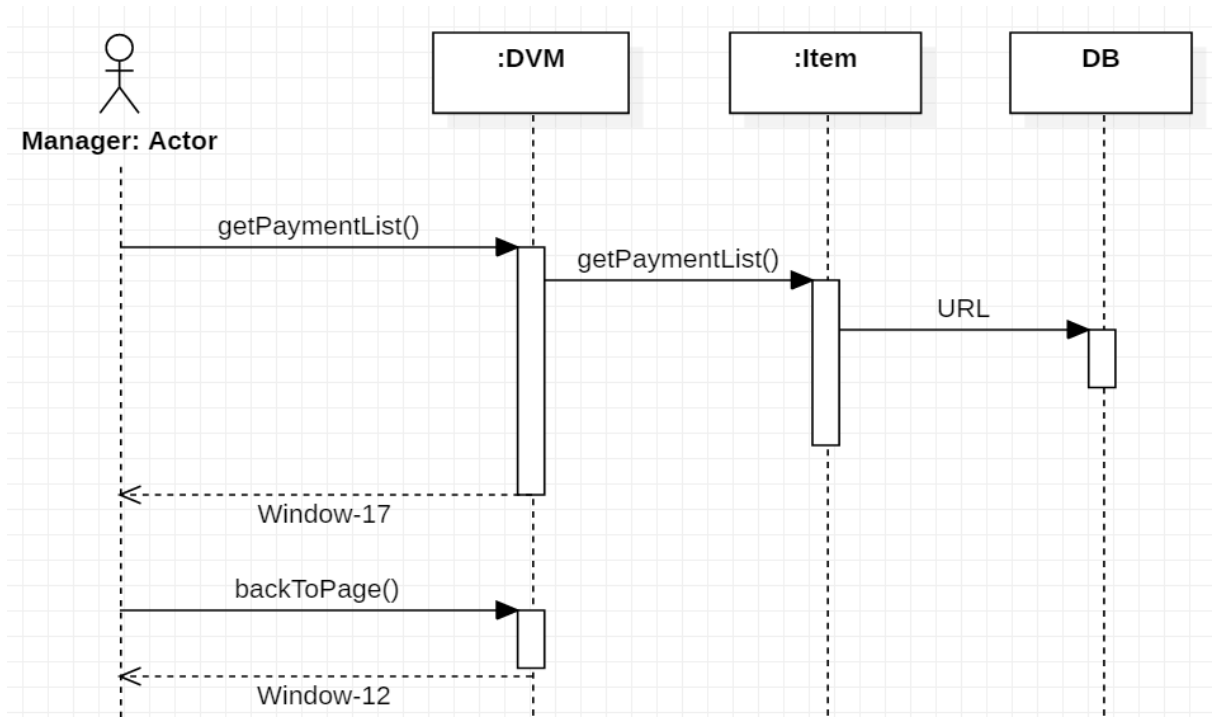 :DVM
:Item
DB
Manager: Actor
getPaymentList()
getPaymentList()
URL
Window-17
backToPage()
Window-12